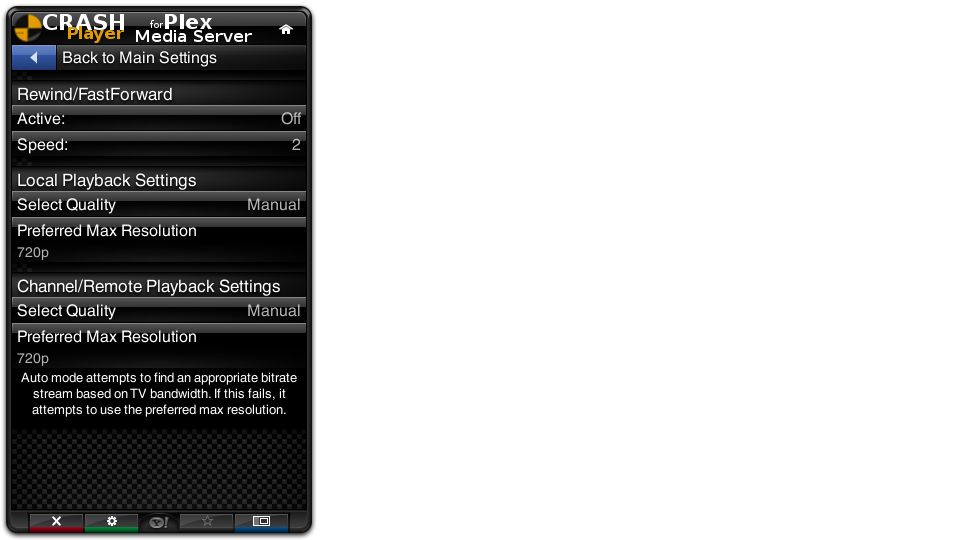 CRASH for Plex
Player Media Server
Back to Main Settings
Rewind/FastForward
Active: Off
Speed: 2
Local Playback Settings
Select Quality Manual
Preferred Max Resolution
720p
Channel/Remote Playback Settings
Select Quality Manual
Preferred Max Resolution
720p
Auto mode attempts to find an appropriate bitrate
stream based on TV bandwidth. If this fails, it
attempts to use the preferred max resolution.
Y!